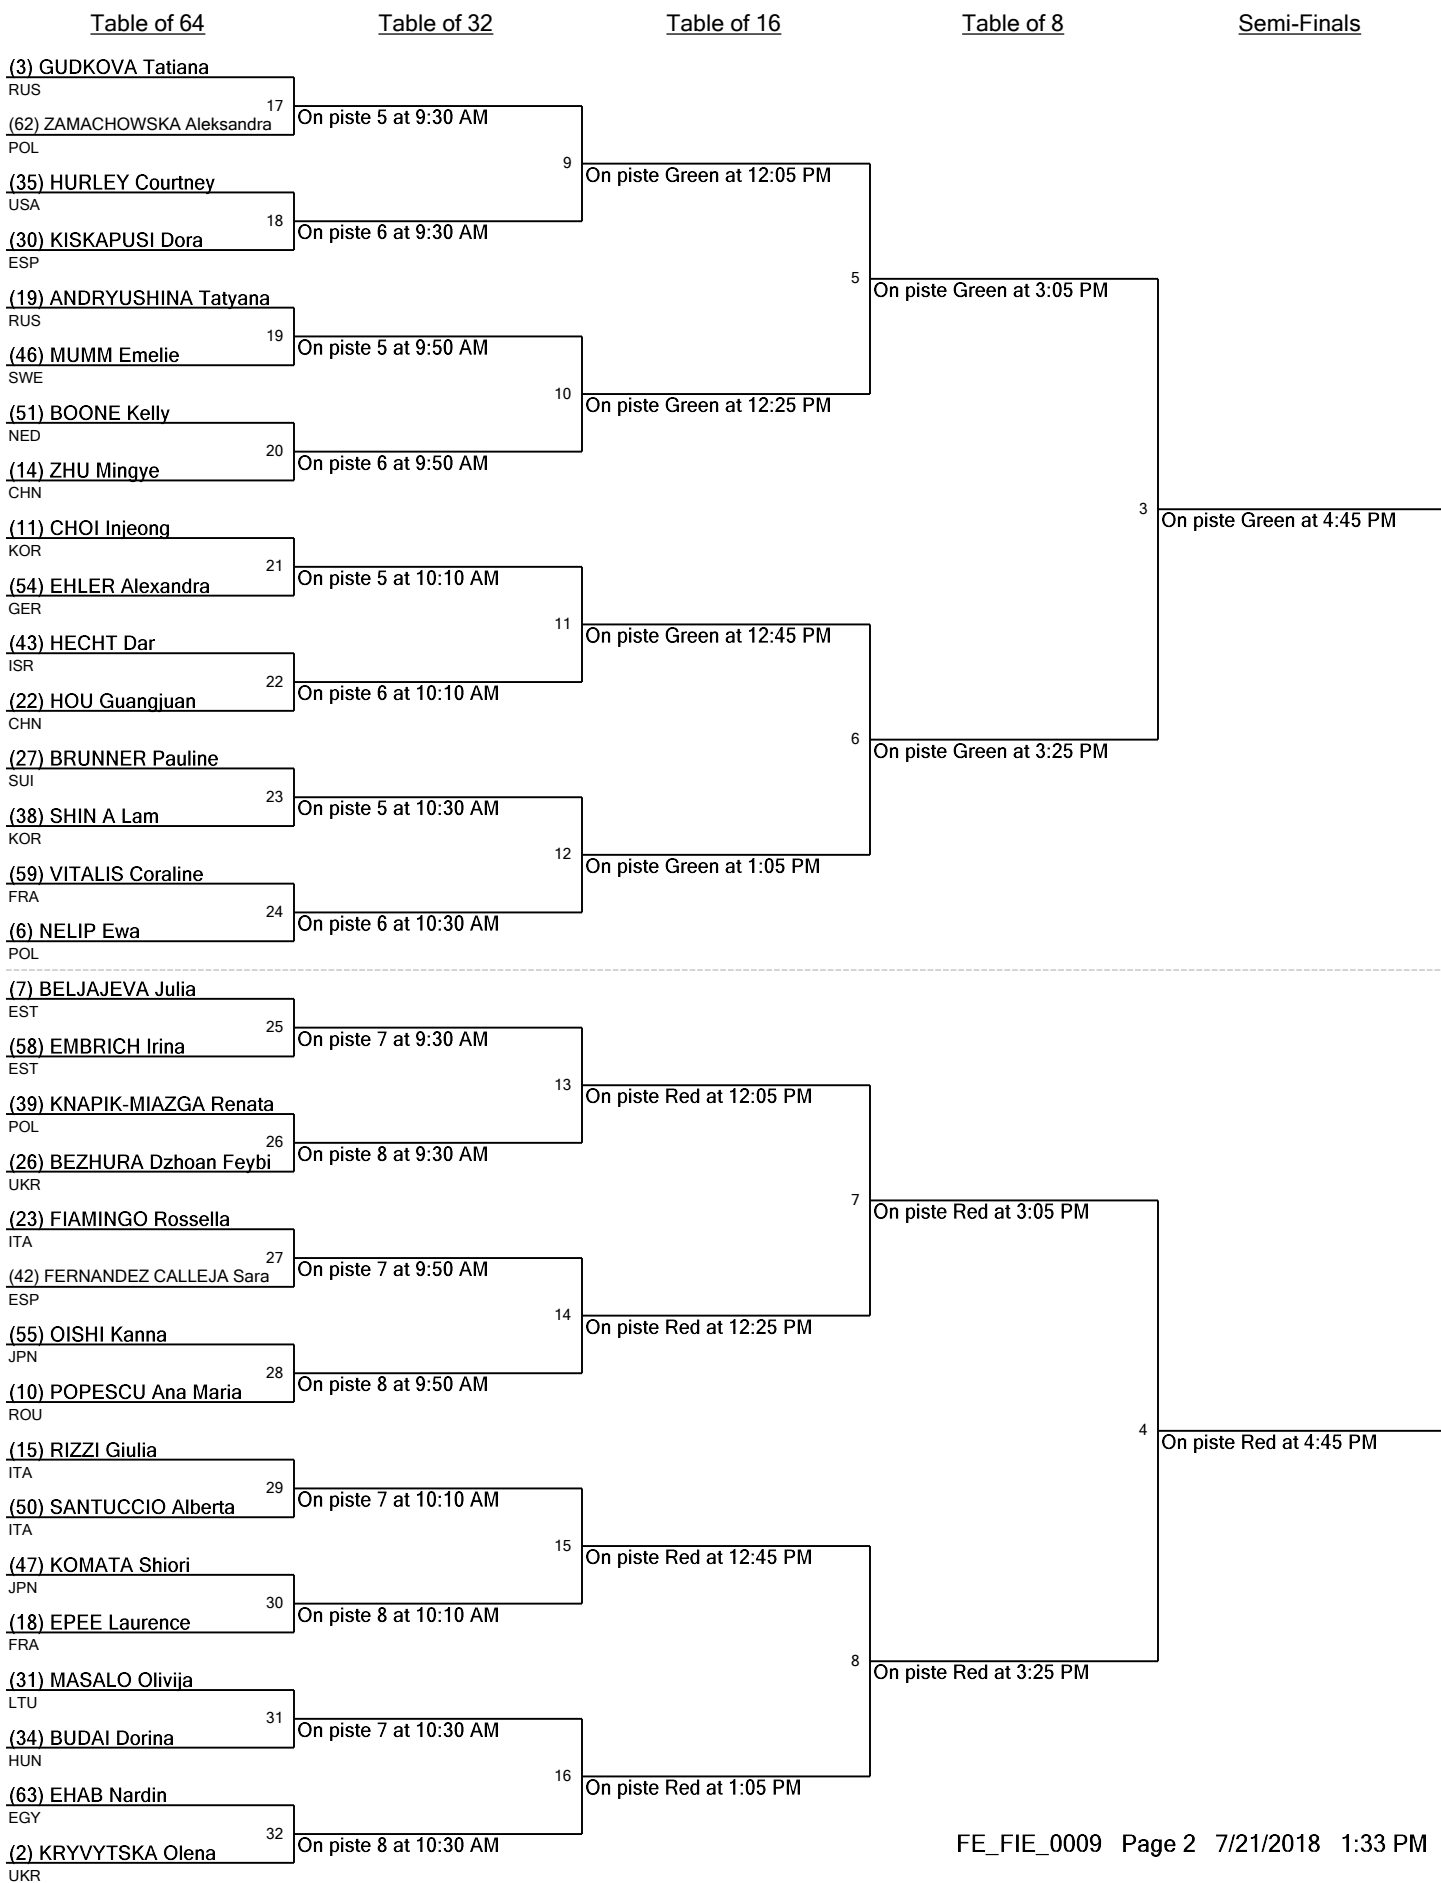 Table of 64 Table of 32 Table of 16 Table of 8 Semi-Finals
(3) GUDKOVA Tatiana
RUS
17
On piste 5 at 9:30 AM
(62) ZAMACHOWSKA Aleksandra
POL
9
On piste Green at 12:05 PM
(35) HURLEY Courtney
USA
18
On piste 6 at 9:30 AM
(30) KISKAPUSI Dora
ESP
5
On piste Green at 3:05 PM
(19) ANDRYUSHINA Tatyana
RUS
19
On piste 5 at 9:50 AM
(46) MUMM Emelie
SWE
10
On piste Green at 12:25 PM
(51) BOONE Kelly
NED
20
On piste 6 at 9:50 AM
(14) ZHU Mingye
CHN
3
On piste Green at 4:45 PM
(11) CHOI Injeong
KOR
21
On piste 5 at 10:10 AM
(54) EHLER Alexandra
GER
11
On piste Green at 12:45 PM
(43) HECHT Dar
ISR
22
On piste 6 at 10:10 AM
(22) HOU Guangjuan
CHN
6
On piste Green at 3:25 PM
(27) BRUNNER Pauline
SUI
23
On piste 5 at 10:30 AM
(38) SHIN A Lam
KOR
12
On piste Green at 1:05 PM
(59) VITALIS Coraline
FRA
24
On piste 6 at 10:30 AM
(6) NELIP Ewa
POL
(7) BELJAJEVA Julia
EST
25
On piste 7 at 9:30 AM
(58) EMBRICH Irina
EST
13
On piste Red at 12:05 PM
(39) KNAPIK-MIAZGA Renata
POL
26
On piste 8 at 9:30 AM
(26) BEZHURA Dzhoan Feybi
UKR
7
On piste Red at 3:05 PM
(23) FIAMINGO Rossella
ITA
27
On piste 7 at 9:50 AM
(42) FERNANDEZ CALLEJA Sara
ESP
14
On piste Red at 12:25 PM
(55) OISHI Kanna
JPN
28
On piste 8 at 9:50 AM
(10) POPESCU Ana Maria
ROU
4
On piste Red at 4:45 PM
(15) RIZZI Giulia
ITA
29
On piste 7 at 10:10 AM
(50) SANTUCCIO Alberta
ITA
15
On piste Red at 12:45 PM
(47) KOMATA Shiori
JPN
30
On piste 8 at 10:10 AM
(18) EPEE Laurence
FRA
8
On piste Red at 3:25 PM
(31) MASALO Olivija
LTU
31
On piste 7 at 10:30 AM
(34) BUDAI Dorina
HUN
16
On piste Red at 1:05 PM
(63) EHAB Nardin
EGY
32
On piste 8 at 10:30 AM
(2) KRYVYTSKA Olena
UKR
FE_FIE_0009 Page 2 7/21/2018 1:33 PM